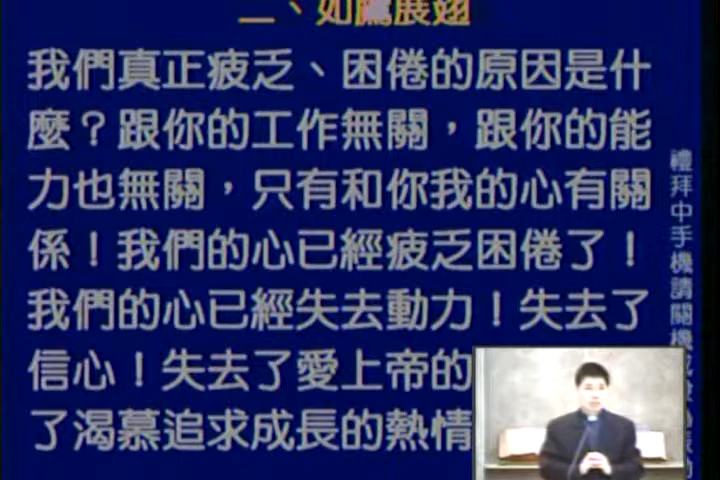 二、如鷹展翅
我們真正疲乏、困倦的原因是什
麼？跟你的工作無關，跟你的能
力也無關，只有和你我的心有關
係！我們的心已經疲乏困倦了！
我們的心已經失去動力！失去了
信心！失去了愛上帝的
了渴慕追求成長的熱情
禮拜中手機請關機或